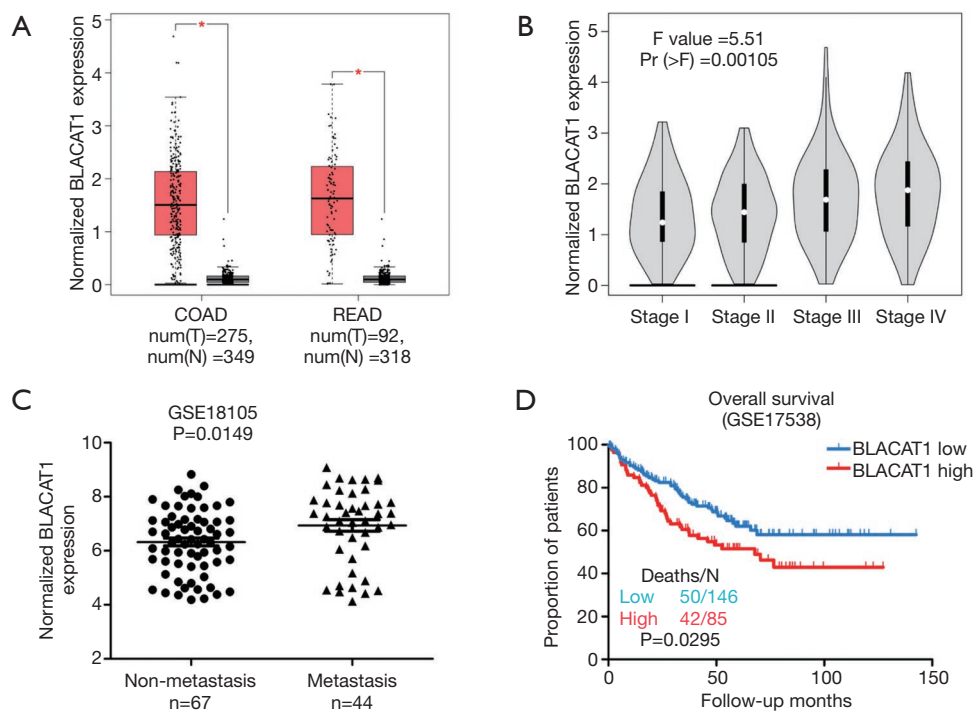 A
Normalized BLACAT1 expression
5
4
3
2
1
0
*
*
COAD
num(T)=275,
num(N) =349
READ
num(T)=92,
num(N) =318
B
Normalized BLACAT1 expression
5
4
3
2
1
0
F value =5.51
Pr (>F) =0.00105
Stage I
Stage II
Stage III
Stage IV
C
GSE18105
P=0.0149
Normalized BLACAT1
expression
10
8
6
4
2
Non-metastasis
n=67
Metastasis
n=44
D
Overall survival
(GSE17538)
Proportion of patients
100
80
60
40
20
0
BLACAT1 low
BLACAT1 high
Deaths/N
Low 50/146
High 42/85
P=0.0295
0
50
100
150
Follow-up months